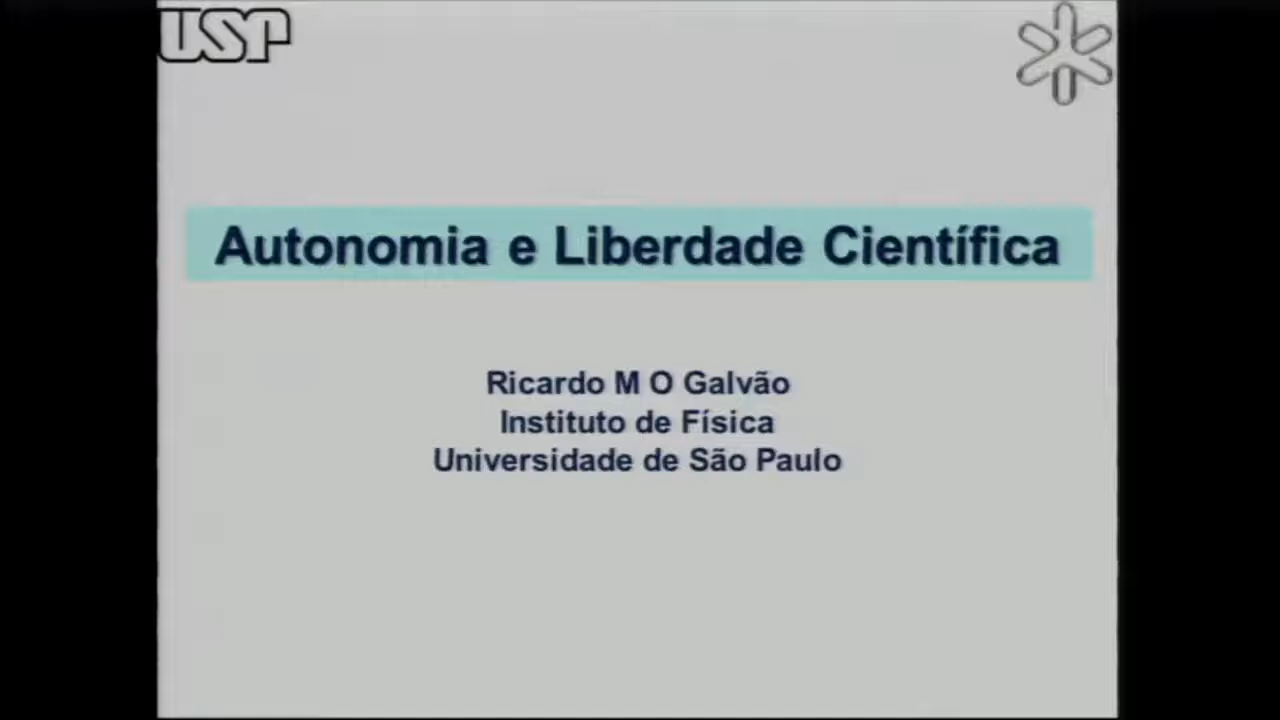 USP
Autonomia e Liberdade Científica
Ricardo M O Galvão
Instituto de Física
Universidade de São Paulo